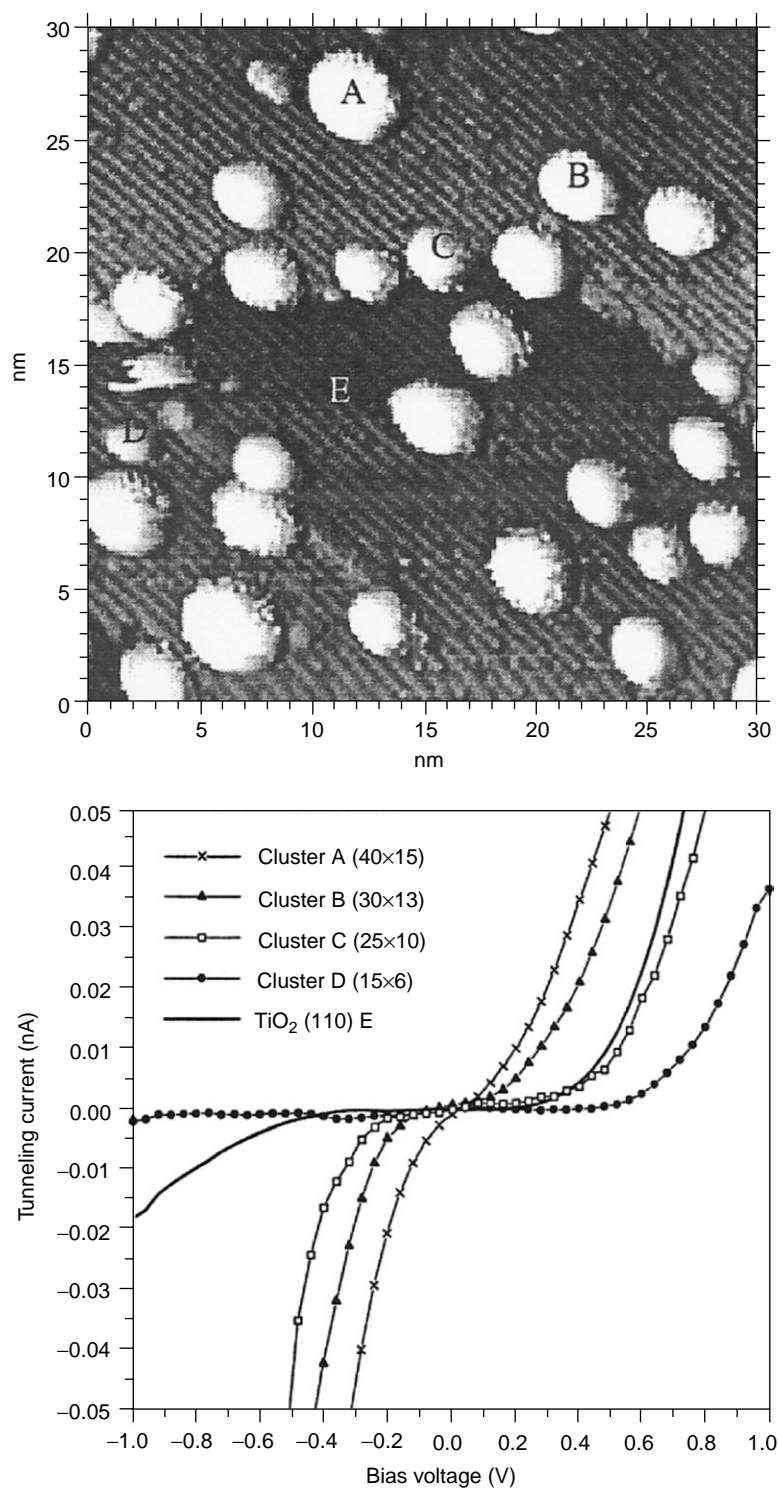 30
25
20
15
10
5
0
nm
A
B
C
E
D
0
5
10
15
20
25
30
nm
0.05
0.04
0.03
0.02
0.01
0.00
−0.01
−0.02
−0.03
−0.04
−0.05
Tunneling current (nA)
Cluster A (40×15)
Cluster B (30×13)
Cluster C (25×10)
Cluster D (15×6)
TiO₂ (110) E
−1.0 −0.8 −0.6 −0.4 −0.2 0.0 0.2 0.4 0.6 0.8 1.0
Bias voltage (V)